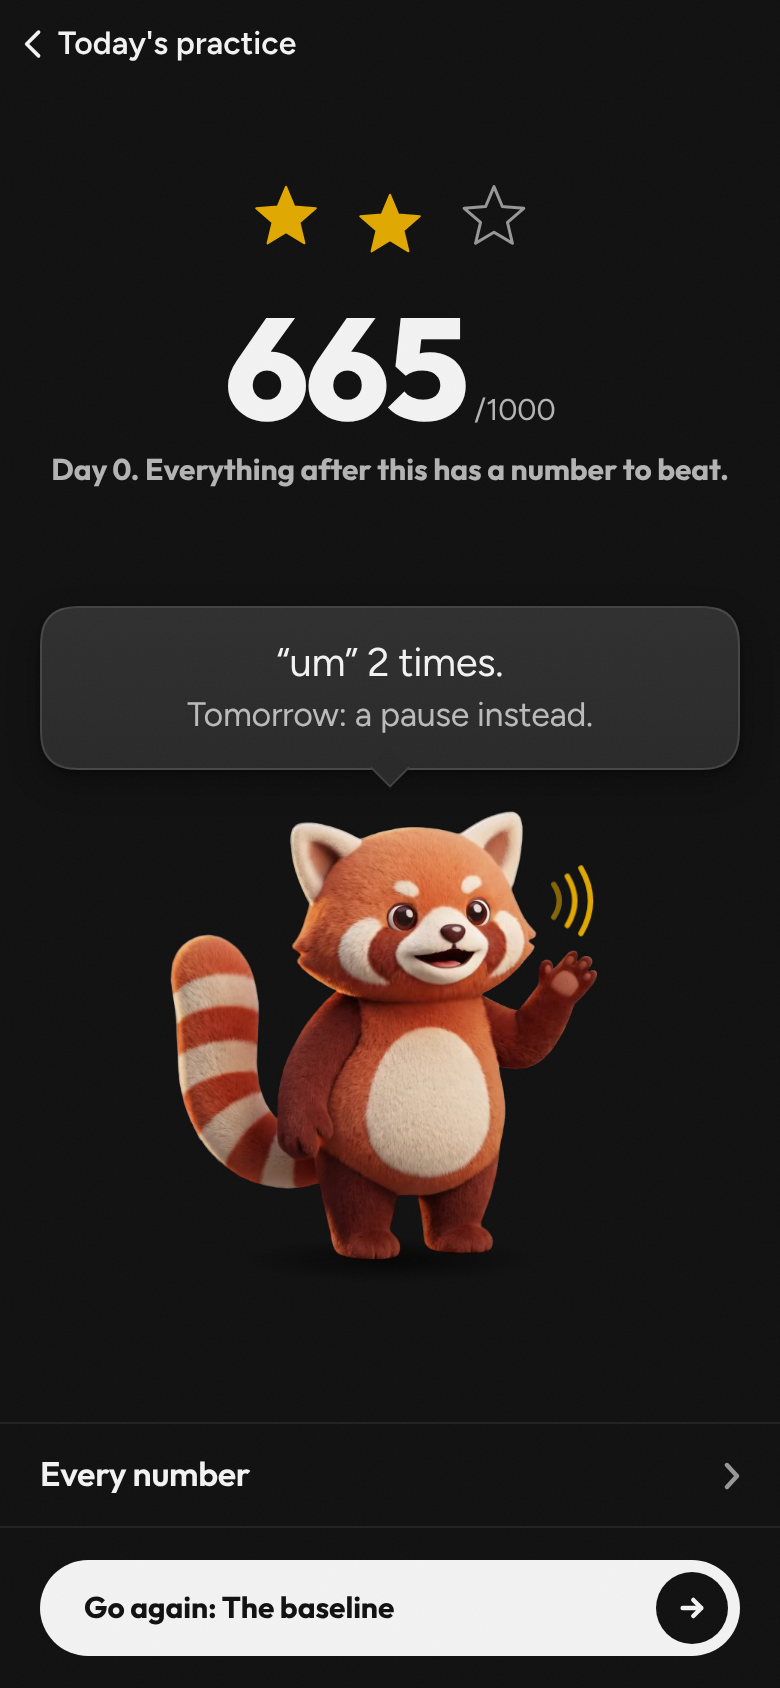 Today's practice
665/1000
Day 0. Everything after this has a number to beat.
“um” 2 times.
Tomorrow: a pause instead.
Every number
Go again: The baseline